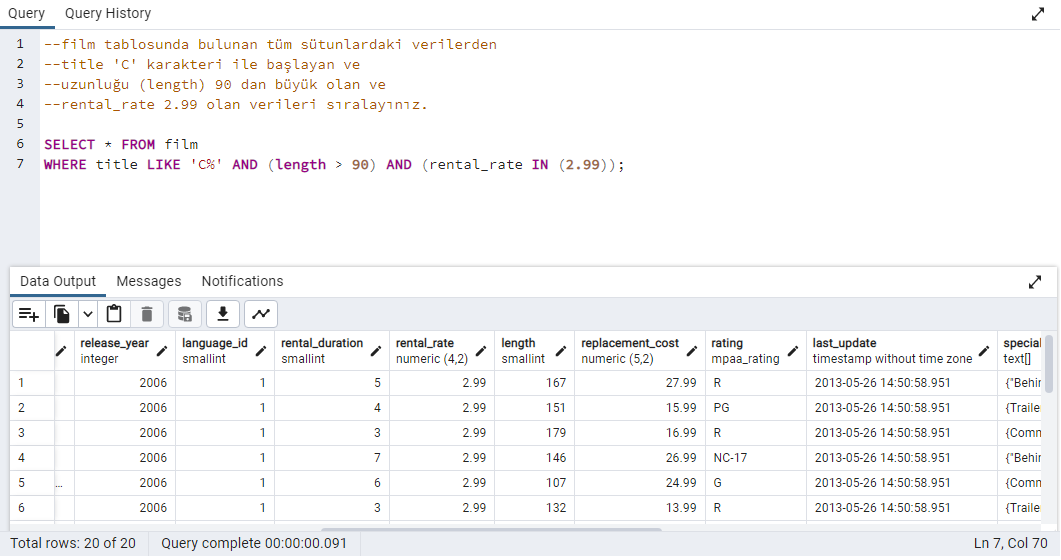 Query Query History
1 --film tablosunda bulunan tüm sütunlardaki verilerden
2 --title 'C' karakteri ile başlayan ve
3 --uzunluğu (length) 90 dan büyük olan ve
4 --rental_rate 2.99 olan verileri sıralayınız.
5
6 SELECT * FROM film
7 WHERE title LIKE 'C%' AND (length > 90) AND (rental_rate IN (2.99));
Data Output Messages Notifications
release_year language_id rental_duration rental_rate length replacement_cost rating last_update special
integer smallint smallint numeric (4,2) smallint numeric (5,2) mpaa_rating timestamp without time zone text[]
1 2006 1 5 2.99 167 27.99 R 2013-05-26 14:50:58.951 {"Behin
2 2006 1 4 2.99 151 15.99 PG 2013-05-26 14:50:58.951 {Traile
3 2006 1 3 2.99 179 16.99 R 2013-05-26 14:50:58.951 {Comn
4 2006 1 7 2.99 146 26.99 NC-17 2013-05-26 14:50:58.951 {"Behin
5 ... 2006 1 6 2.99 107 24.99 G 2013-05-26 14:50:58.951 {Comn
6 2006 1 3 2.99 132 13.99 R 2013-05-26 14:50:58.951 {Traile
Total rows: 20 of 20 Query complete 00:00:00.091 Ln 7, Col 70